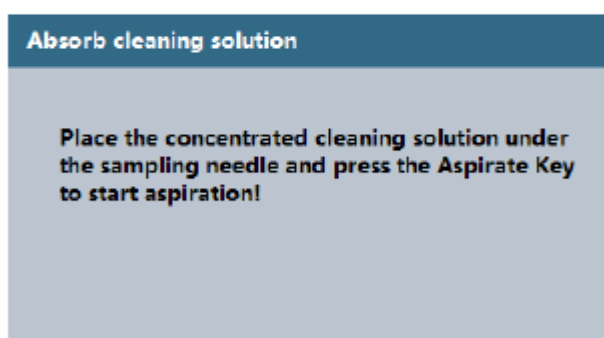 Absorb cleaning solution
Place the concentrated cleaning solution under
the sampling needle and press the Aspirate Key
to start aspiration!